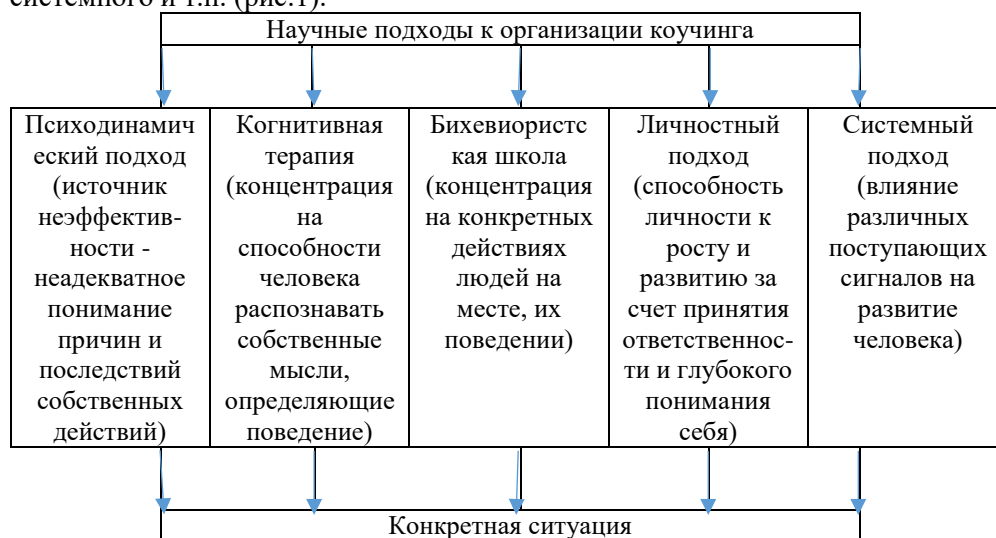 системного и т.п. (рис.1).
Научные подходы к организации коучинга
Психодинамич
еский подход
(источник
неэффектив-
ности -
неадекватное
понимание
причин и
последствий
собственных
действий)
Когнитивная
терапия
(концентрация
на
способности
человека
распознавать
собственные
мысли,
определяющие
поведение)
Бихевиористс
кая школа
(концентрация
на конкретных
действиях
людей на
месте, их
поведении)
Личностный
подход
(способность
личности к
росту и
развитию за
счет принятия
ответственнос-
ти и глубокого
понимания
себя)
Системный
подход
(влияние
различных
поступающих
сигналов на
развитие
человека)
Конкретная ситуация